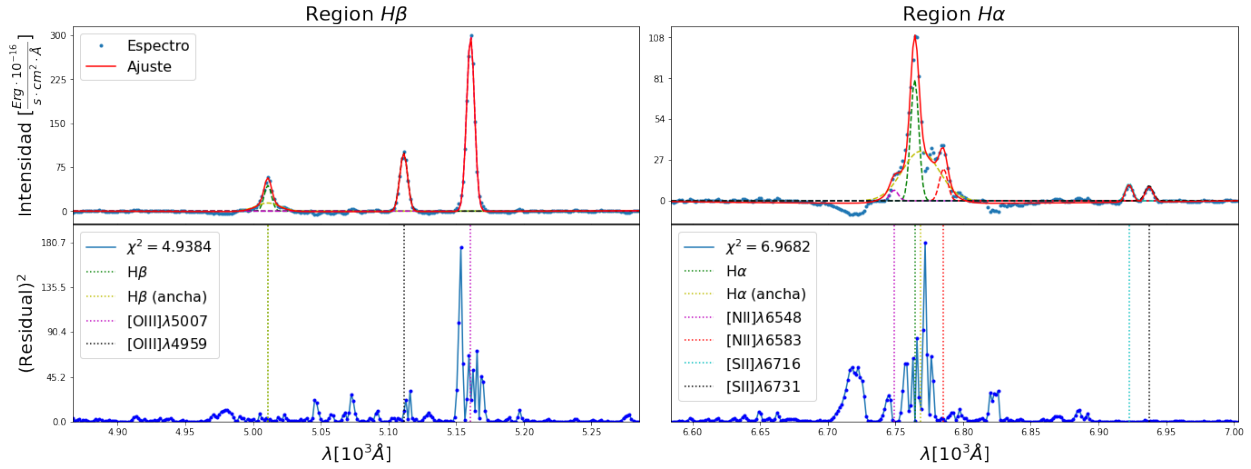 Region Hβ
Intensidad [Erg · 10⁻¹⁶ / s · cm² · Å]
300
225
150
75
0
Espectro
Ajuste
(Residual)²
180.7
135.5
90.4
45.2
0.0
χ² = 4.9384
Hβ
Hβ (ancha)
[OIII]λ5007
[OIII]λ4959
4.90 4.95 5.00 5.05 5.10 5.15 5.20 5.25
λ[10³Å]
Region Hα
108
81
54
27
0
χ² = 6.9682
Hα
Hα (ancha)
[NII]λ6548
[NII]λ6583
[SII]λ6716
[SII]λ6731
6.60 6.65 6.70 6.75 6.80 6.85 6.90 6.95 7.00
λ[10³Å]